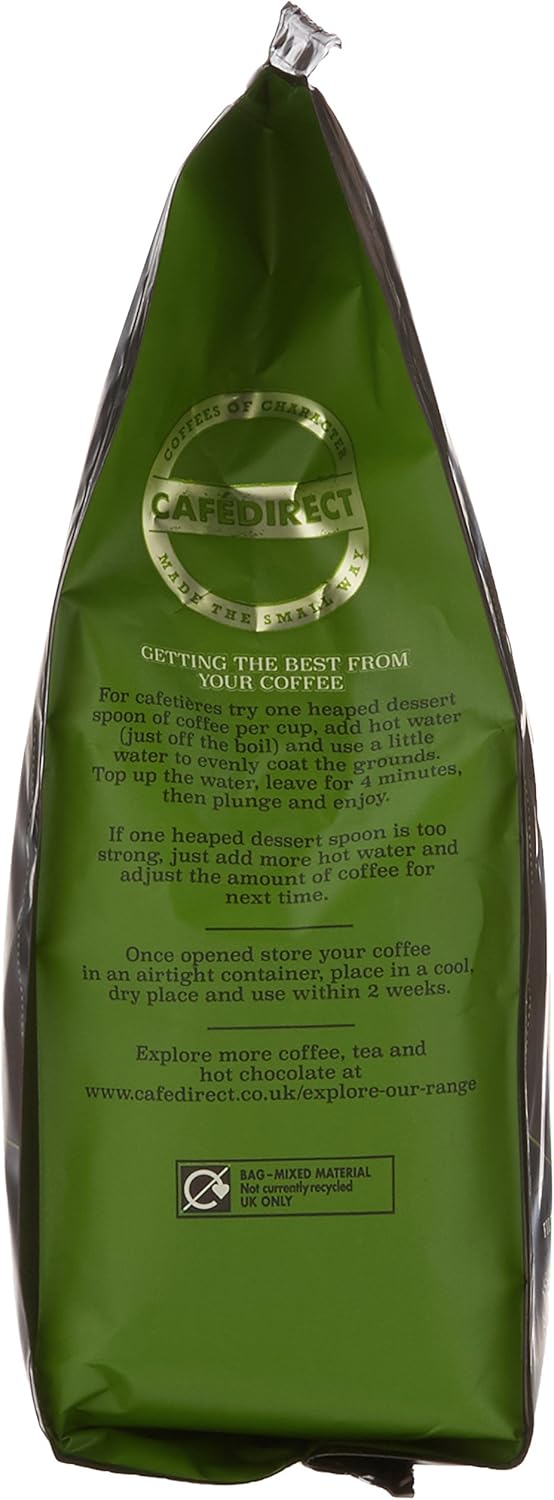 COFFEES OF CHARACTER
CAFÉDIRECT
MADE THE SMALL WAY
GETTING THE BEST FROM
YOUR COFFEE
For cafetières try one heaped dessert
spoon of coffee per cup, add hot water
(just off the boil) and use a little
water to evenly coat the grounds.
Top up the water, leave for 4 minutes,
then plunge and enjoy.
If one heaped dessert spoon is too
strong, just add more hot water and
adjust the amount of coffee for
next time.
Once opened store your coffee
in an airtight container, place in a cool,
dry place and use within 2 weeks.
Explore more coffee, tea and
hot chocolate at
www.cafedirect.co.uk/explore-our-range
BAG-MIXED MATERIAL
Not currently recycled
UK ONLY